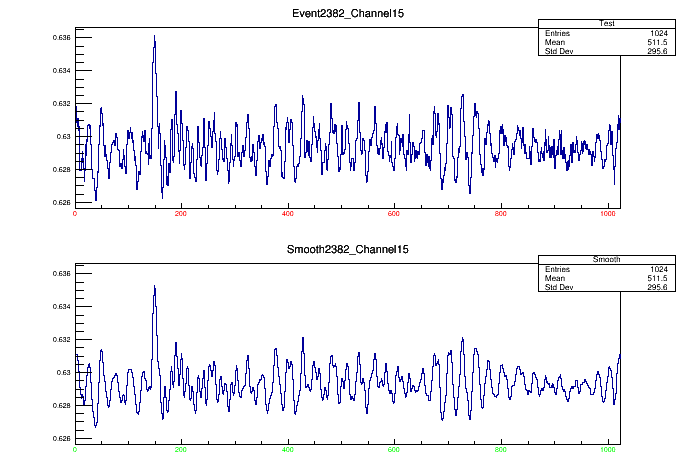 Event2382_Channel15
Test
Entries 1024
Mean 511.5
Std Dev 295.6
0.636
0.634
0.632
0.63
0.628
0.626
0 200 400 600 800 1000
Smooth2382_Channel15
Smooth
Entries 1024
Mean 511.5
Std Dev 295.6
0.636
0.634
0.632
0.63
0.628
0.626
0 200 400 600 800 1000